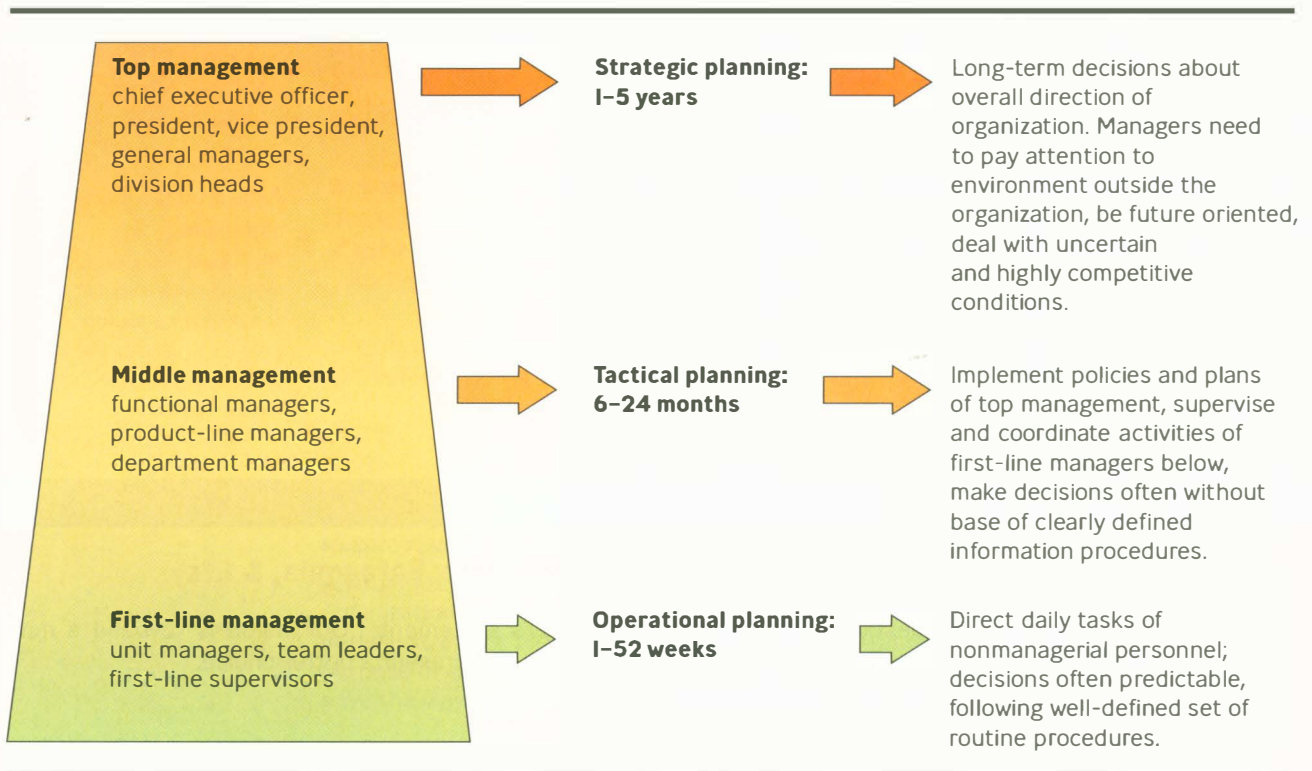 Top management
chief executive officer,
president, vice president,
general managers,
division heads
Strategic planning:
1–5 years
Long-term decisions about
overall direction of
organization. Managers need
to pay attention to
environment outside the
organization, be future oriented,
deal with uncertain
and highly competitive
conditions.
Middle management
functional managers,
product-line managers,
department managers
Tactical planning:
6–24 months
Implement policies and plans
of top management, supervise
and coordinate activities of
first-line managers below,
make decisions often without
base of clearly defined
information procedures.
First-line management
unit managers, team leaders,
first-line supervisors
Operational planning:
1–52 weeks
Direct daily tasks of
nonmanagerial personnel;
decisions often predictable,
following well-defined set of
routine procedures.